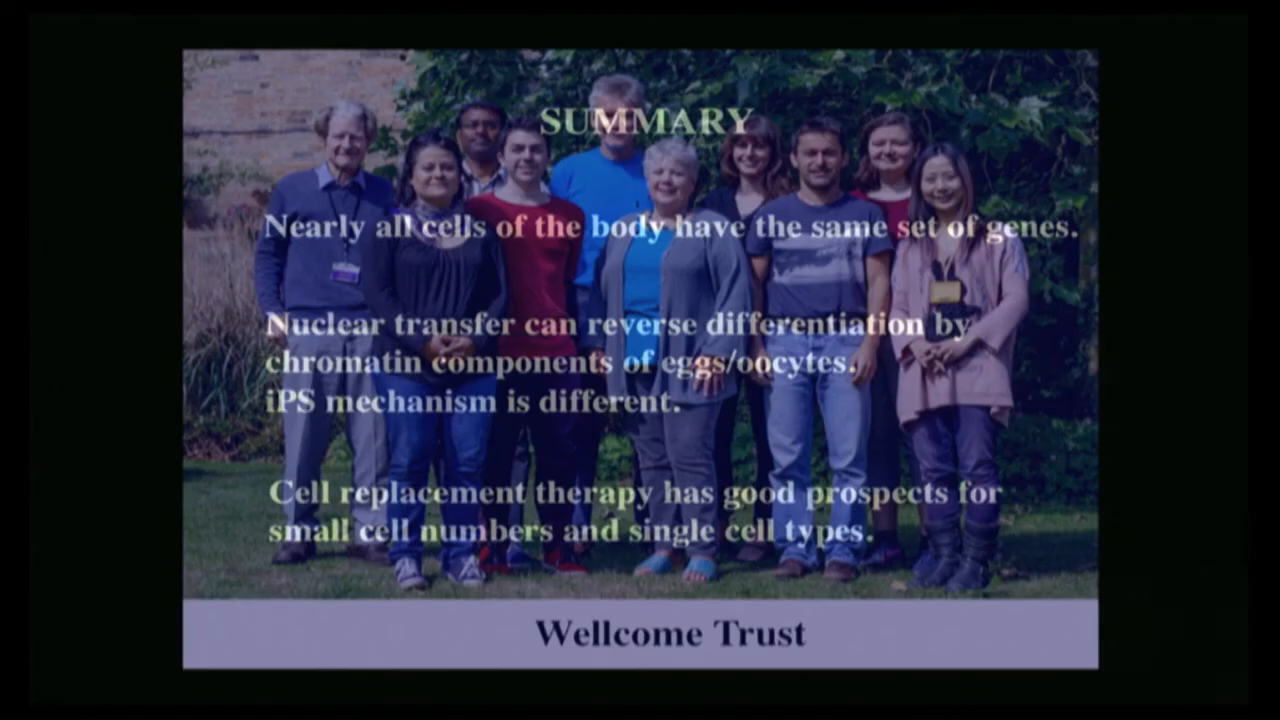 SUMMARY
Nearly all cells of the body have the same set of genes.
Nuclear transfer can reverse differentiation by
chromatin components of eggs/oocytes.
iPS mechanism is different.
Cell replacement therapy has good prospects for
small cell numbers and single cell types.
Wellcome Trust